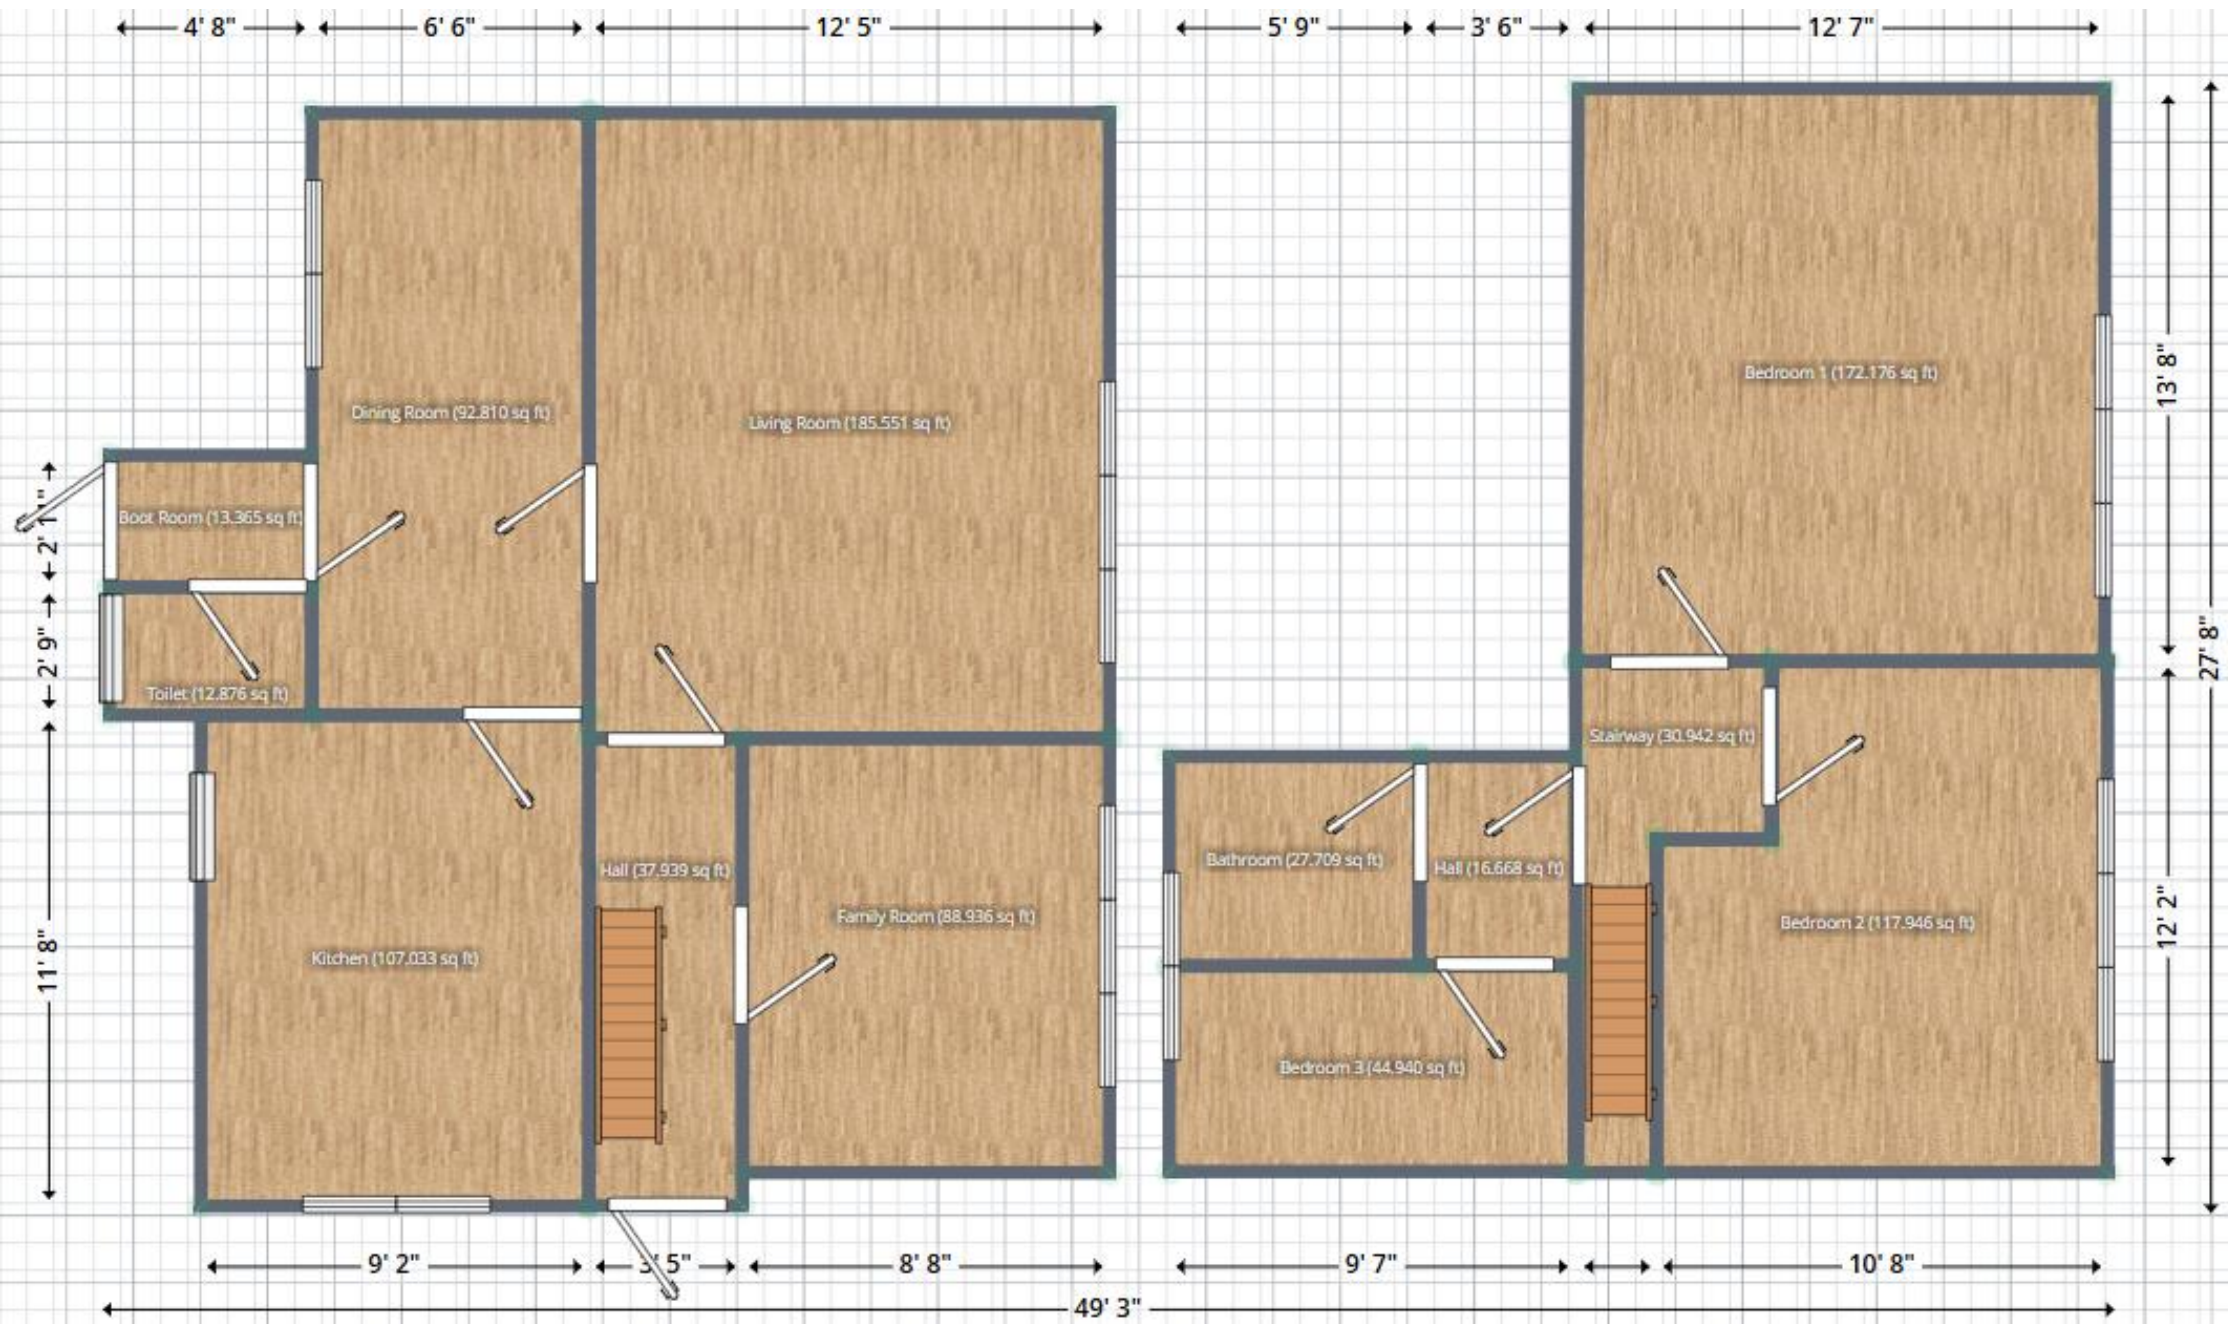 4' 8"
6' 6"
12' 5"
5' 9"
3' 6"
12' 7"
Dining Room (92.810 sq ft)
Living Room (185.551 sq ft)
Bedroom 1 (172.176 sq ft)
13' 8"
Boot Room (13.365 sq ft)
2' 11"
2' 9"
Toilet (12.876 sq ft)
27' 8"
Stairway (30.942 sq ft)
Bathroom (27.709 sq ft)
Hall (16.668 sq ft)
Hall (37.939 sq ft)
Family Room (88.936 sq ft)
Bedroom 2 (117.946 sq ft)
12' 2"
11' 8"
Kitchen (107.033 sq ft)
Bedroom 3 (44.940 sq ft)
9' 2"
3' 5"
8' 8"
9' 7"
10' 8"
49' 3"